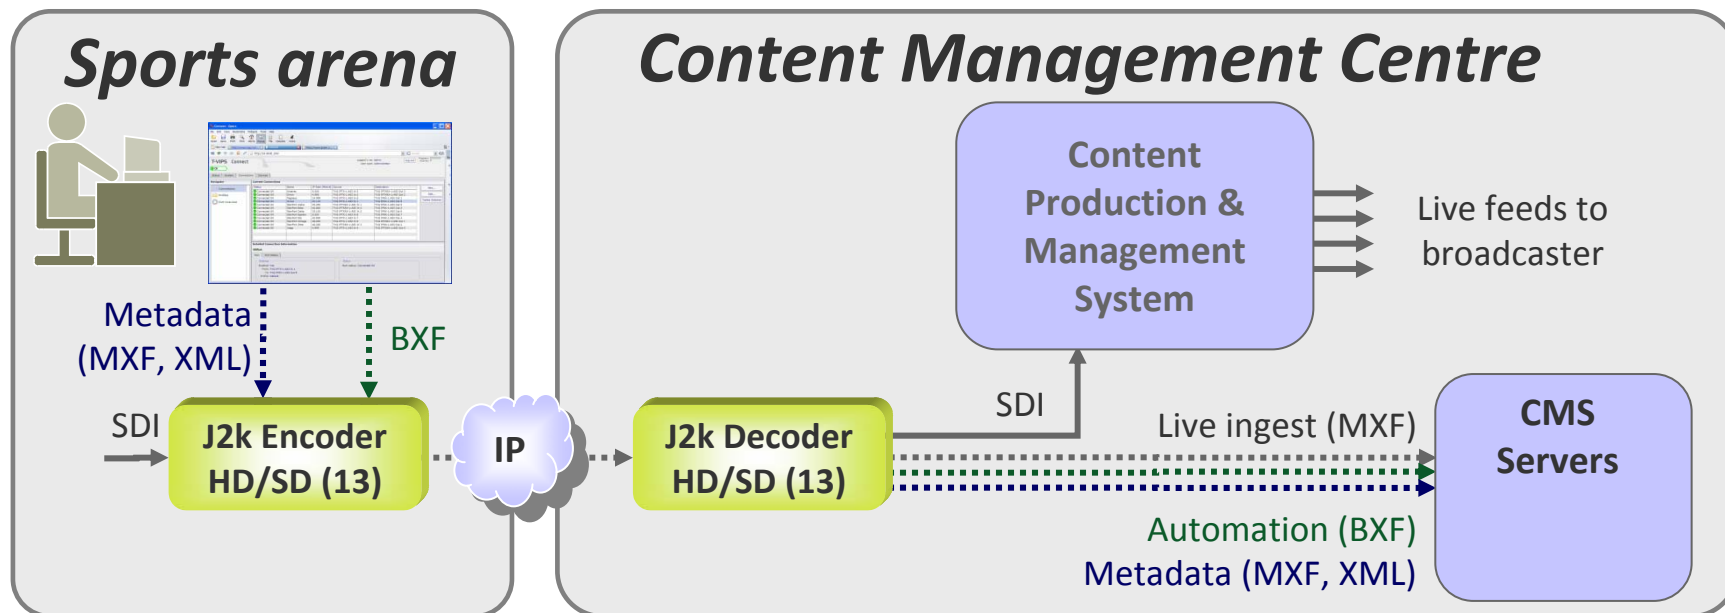 Sports arena
T-VIPS Connect
Metadata
(MXF, XML)
BXF
SDI
J2k Encoder
HD/SD (13)
IP
Content Management Centre
Content
Production &
Management
System
Live feeds to
broadcaster
SDI
J2k Decoder
HD/SD (13)
Live ingest (MXF)
CMS
Servers
Automation (BXF)
Metadata (MXF, XML)